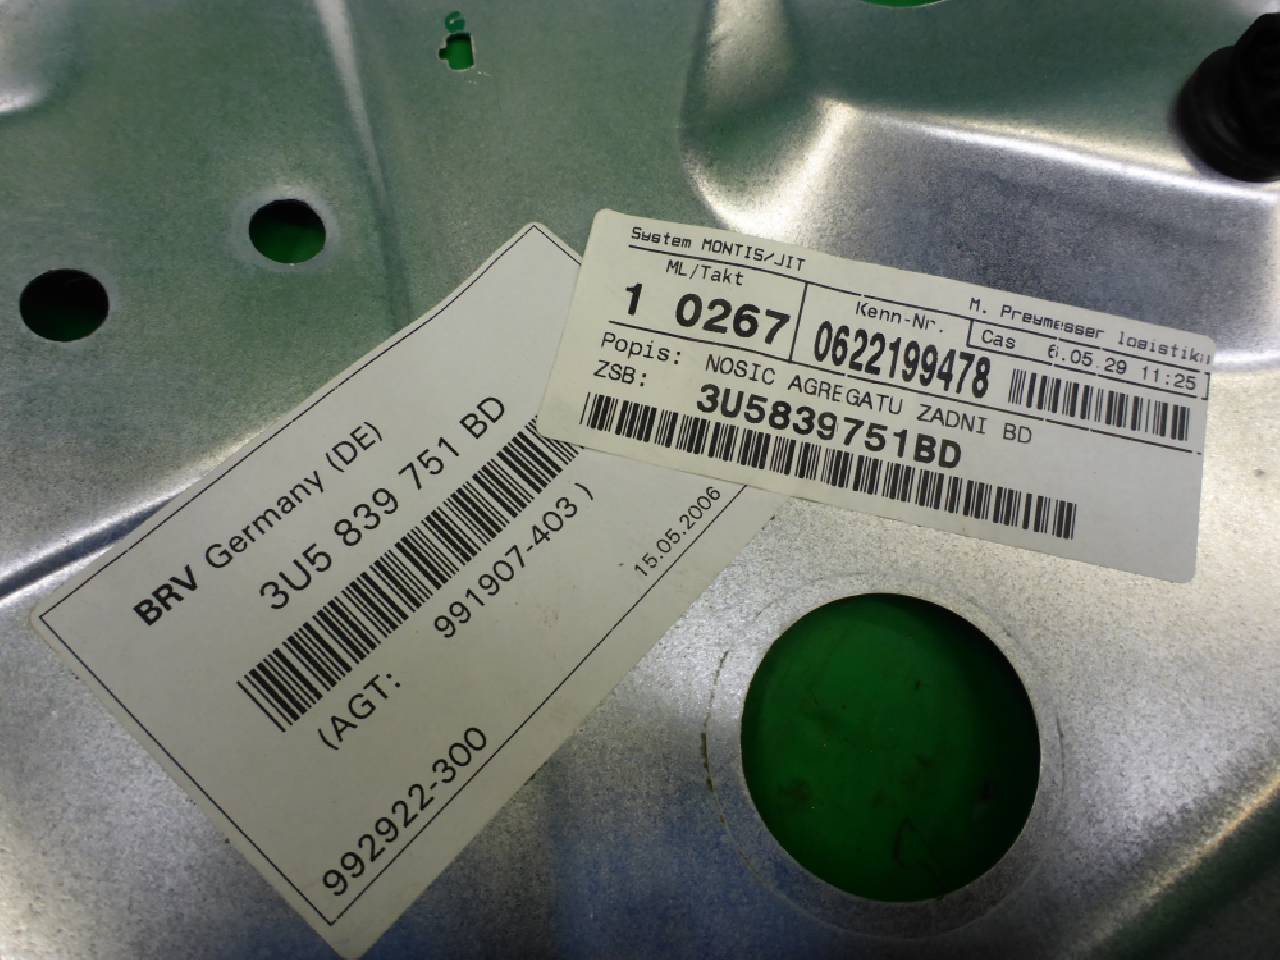 BRV Germany (DE)
3U5 839 751 BD
(AGT: 991907-403 )
15.05.2006
992922-300
System MONTIS/JIT
M. Preymesser logistika
ML/Takt
1 0267
Kenn-Nr.
0622199478
Cas 6.05.29 11:25
Popis: NOSIC AGREGATU ZADNI BD
ZSB: 3U5839751BD